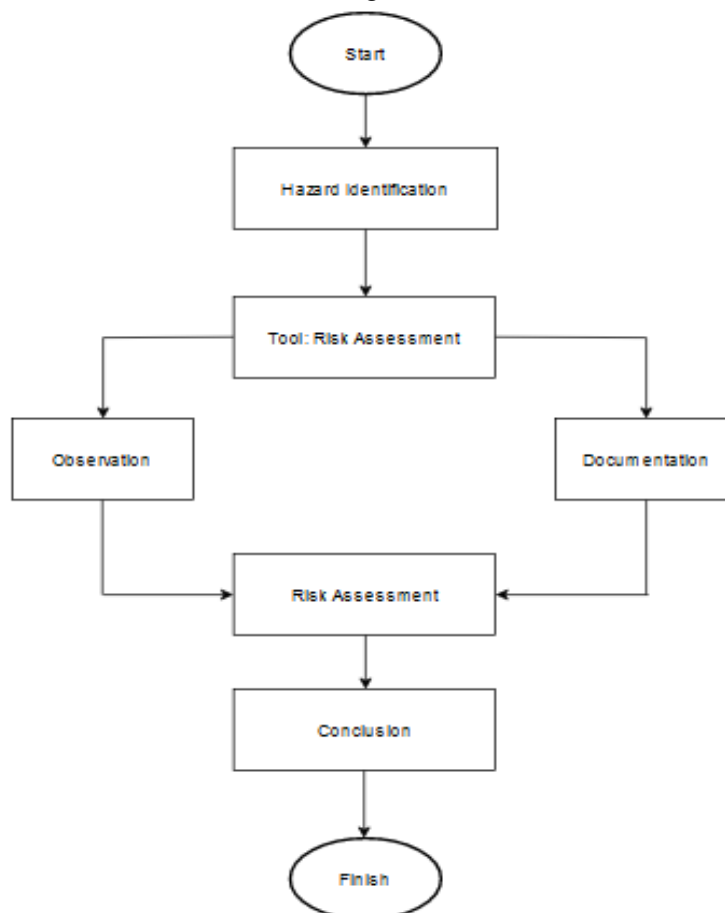 Start
Hazard Identification
Tool: Risk Assessment
Observation
Documentation
Risk Assessment
Conclusion
Finish